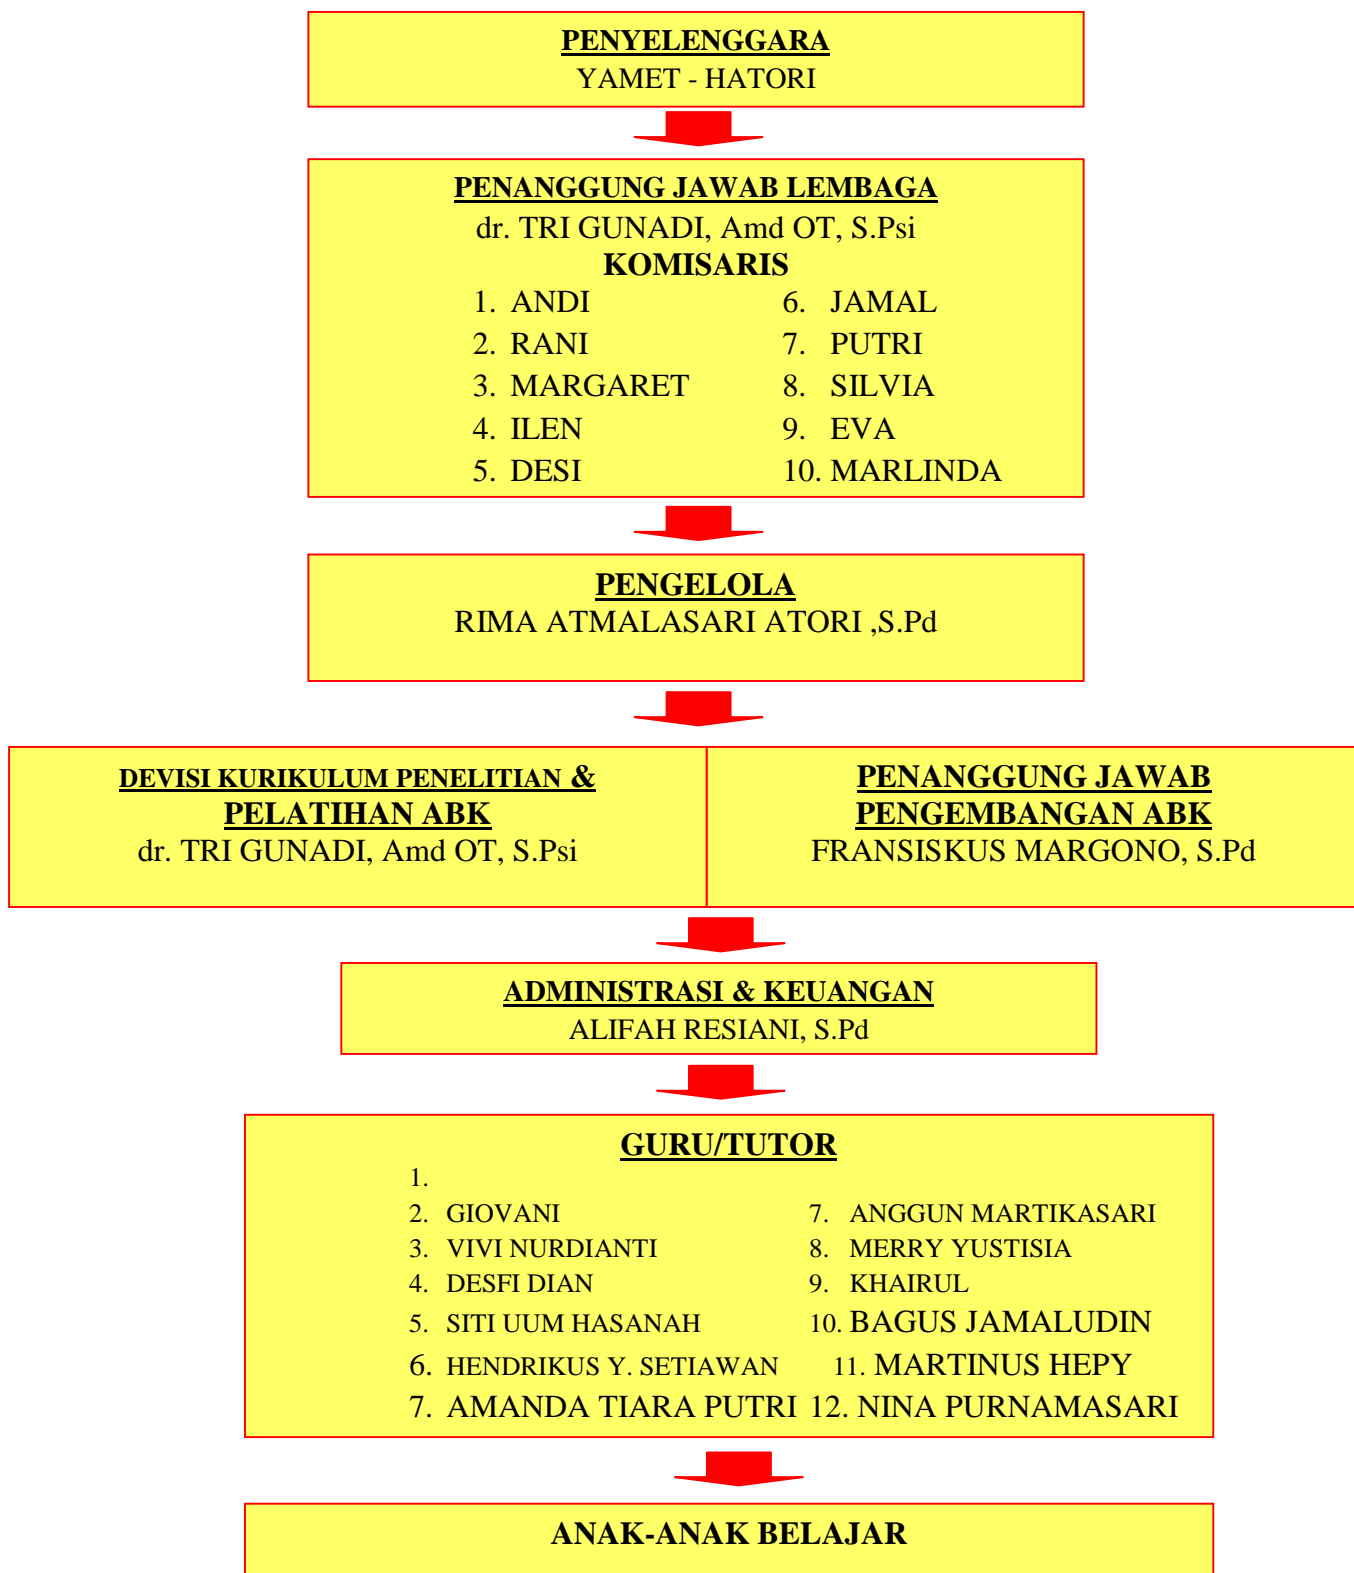 PENYELENGGARA
YAMET - HATORI
PENANGGUNG JAWAB LEMBAGA
dr. TRI GUNADI, Amd OT, S.Psi
KOMISARIS
1. ANDI 6. JAMAL
2. RANI 7. PUTRI
3. MARGARET 8. SILVIA
4. ILEN 9. EVA
5. DESI 10. MARLINDA
PENGELOLA
RIMA ATMALASARI ATORI ,S.Pd
DEVISI KURIKULUM PENELITIAN &
PELATIHAN ABK
dr. TRI GUNADI, Amd OT, S.Psi
PENANGGUNG JAWAB
PENGEMBANGAN ABK
FRANSISKUS MARGONO, S.Pd
ADMINISTRASI & KEUANGAN
ALIFAH RESIANI, S.Pd
GURU/TUTOR
1.
2. GIOVANI 7. ANGGUN MARTIKASARI
3. VIVI NURDIANTI 8. MERRY YUSTISIA
4. DESFI DIAN 9. KHAIRUL
5. SITI UUM HASANAH 10. BAGUS JAMALUDIN
6. HENDRIKUS Y. SETIAWAN 11. MARTINUS HEPY
7. AMANDA TIARA PUTRI 12. NINA PURNAMASARI
ANAK-ANAK BELAJAR